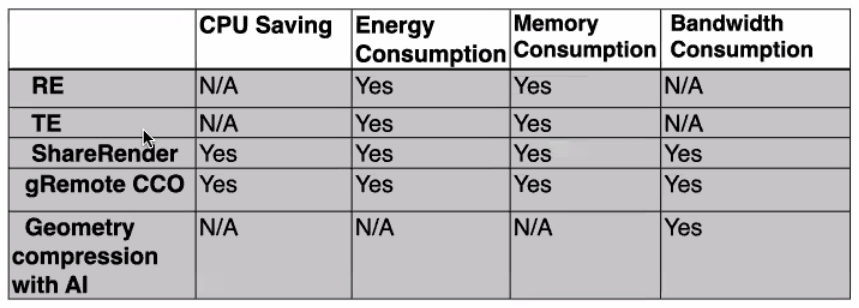 CPU Saving Energy Consumption Memory Consumption Bandwidth Consumption
RE N/A Yes Yes N/A
TE N/A Yes Yes N/A
ShareRender Yes Yes Yes Yes
gRemote CCO Yes Yes Yes Yes
Geometry compression with AI N/A N/A N/A Yes